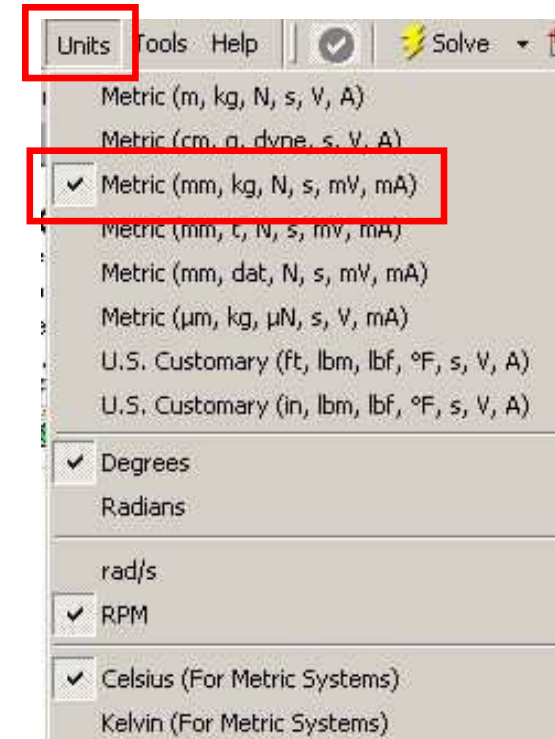 Units Tools Help Solve
Metric (m, kg, N, s, V, A)
Metric (cm, g, dyne, s, V, A)
Metric (mm, kg, N, s, mV, mA)
Metric (mm, t, N, s, mV, mA)
Metric (mm, dat, N, s, mV, mA)
Metric (µm, kg, µN, s, V, mA)
U.S. Customary (ft, lbm, lbf, °F, s, V, A)
U.S. Customary (in, lbm, lbf, °F, s, V, A)
Degrees
Radians
rad/s
RPM
Celsius (For Metric Systems)
Kelvin (For Metric Systems)